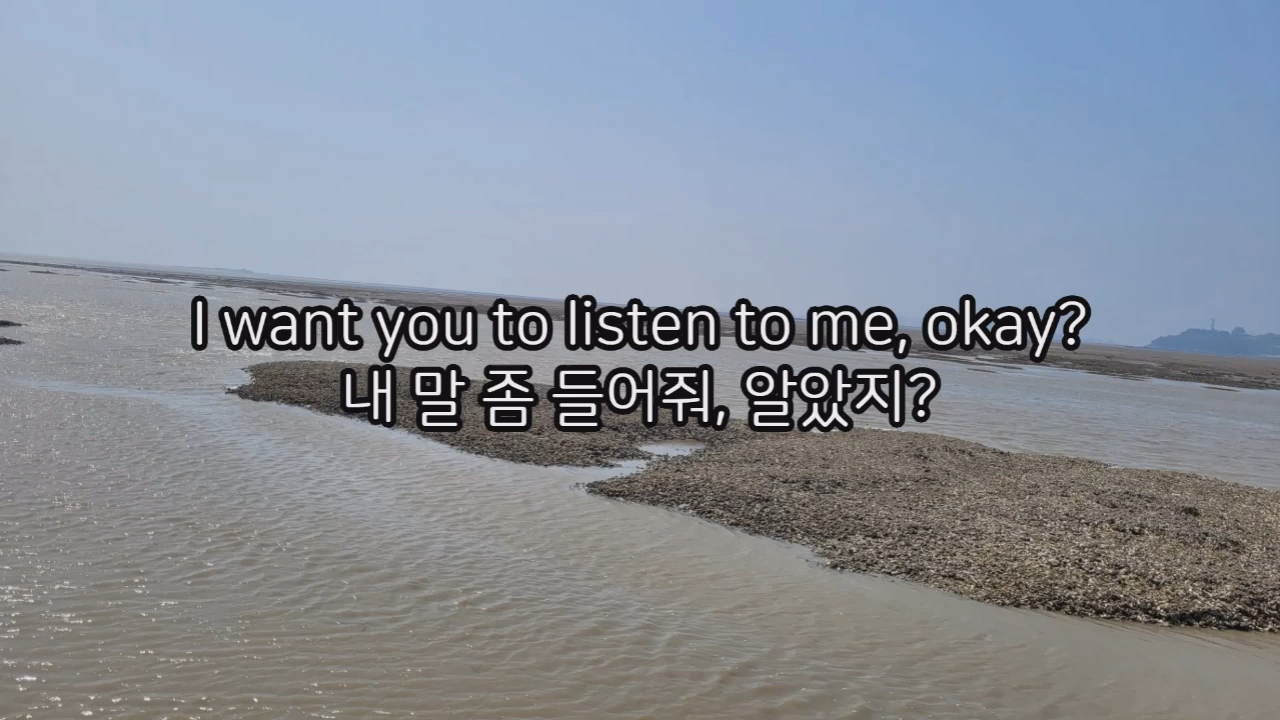 I want you to listen to me, okay?
내 말 좀 들어줘, 알았지?